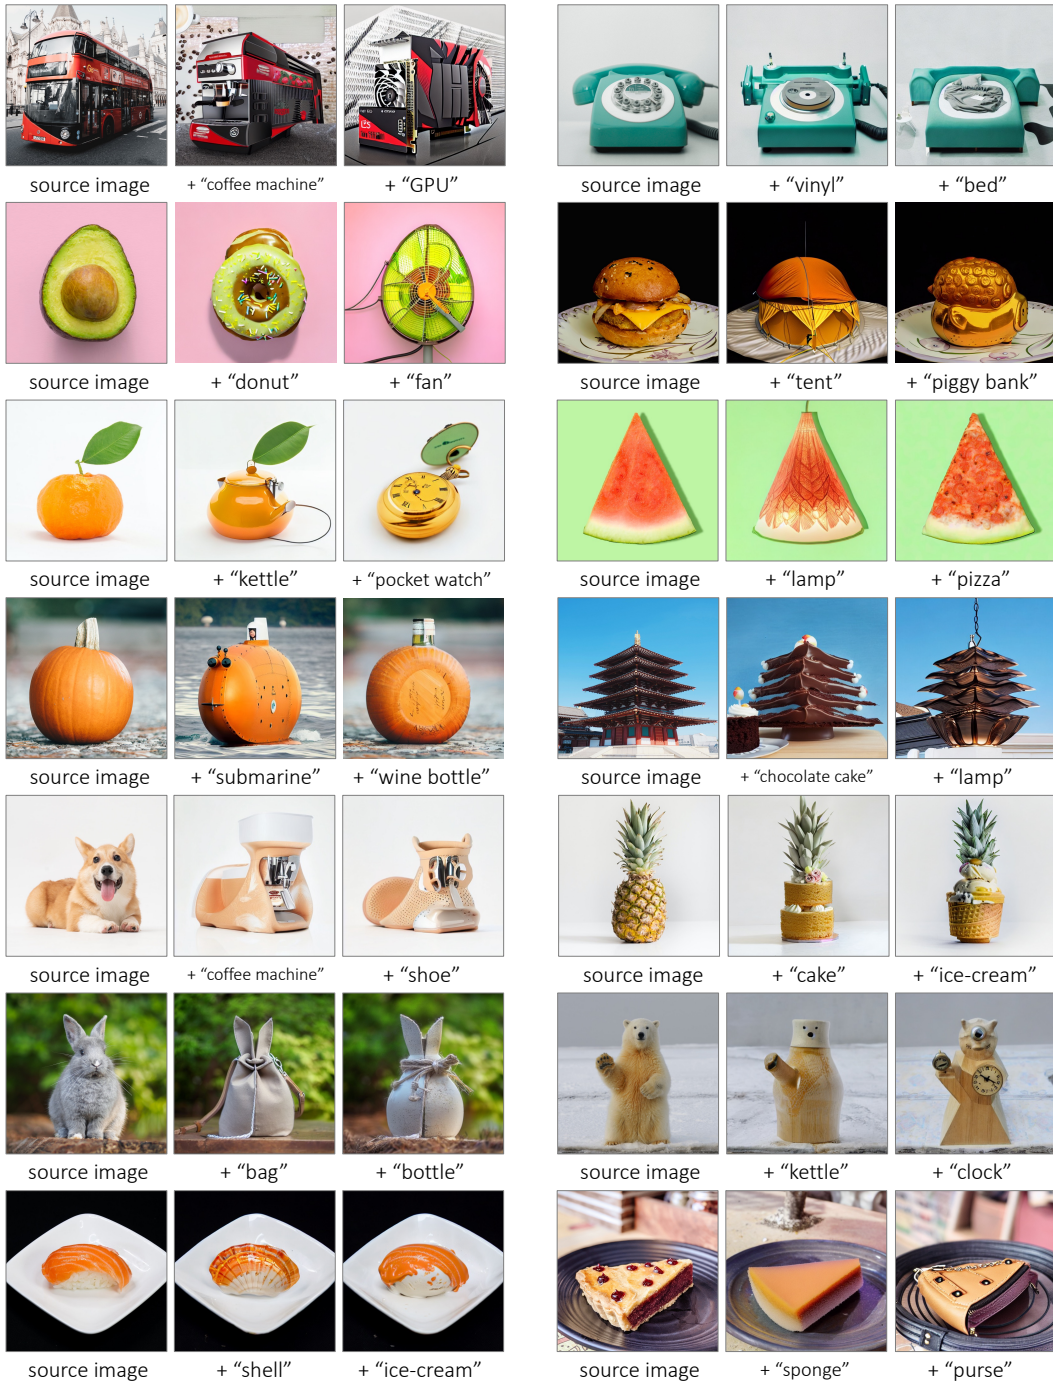 source image + “coffee machine” + “GPU” source image + “vinyl” + “bed”
source image + “donut” + “fan” source image + “tent” + “piggy bank”
source image + “kettle” + “pocket watch” source image + “lamp” + “pizza”
source image + “submarine” + “wine bottle” source image + “chocolate cake” + “lamp”
source image + “coffee machine” + “shoe” source image + “cake” + “ice-cream”
source image + “bag” + “bottle” source image + “kettle” + “clock”
source image + “shell” + “ice-cream” source image + “sponge” + “purse”